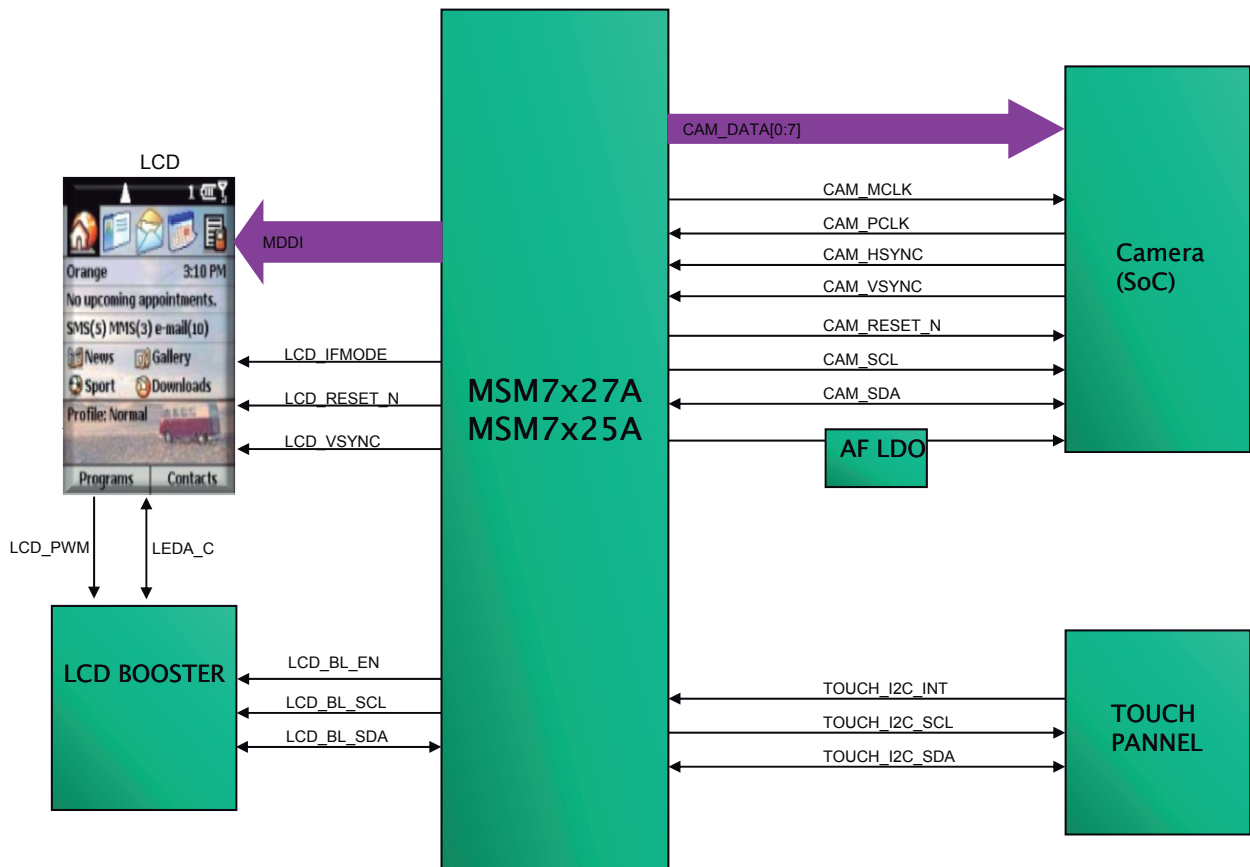 LCD
1
Orange 3:10 PM
No upcoming appointments.
SMS(5) MMS(3) e-mail(10)
News Gallery
Sport Downloads
Profile: Normal
Programs Contacts
MDDI
LCD_IFMODE
LCD_RESET_N
LCD_VSYNC
LCD_PWM
LEDA_C
LCD BOOSTER
LCD_BL_EN
LCD_BL_SCL
LCD_BL_SDA
MSM7x27A
MSM7x25A
CAM_DATA[0:7]
CAM_MCLK
CAM_PCLK
CAM_HSYNC
CAM_VSYNC
CAM_RESET_N
CAM_SCL
CAM_SDA
AF LDO
Camera
(SoC)
TOUCH_I2C_INT
TOUCH_I2C_SCL
TOUCH_I2C_SDA
TOUCH
PANNEL